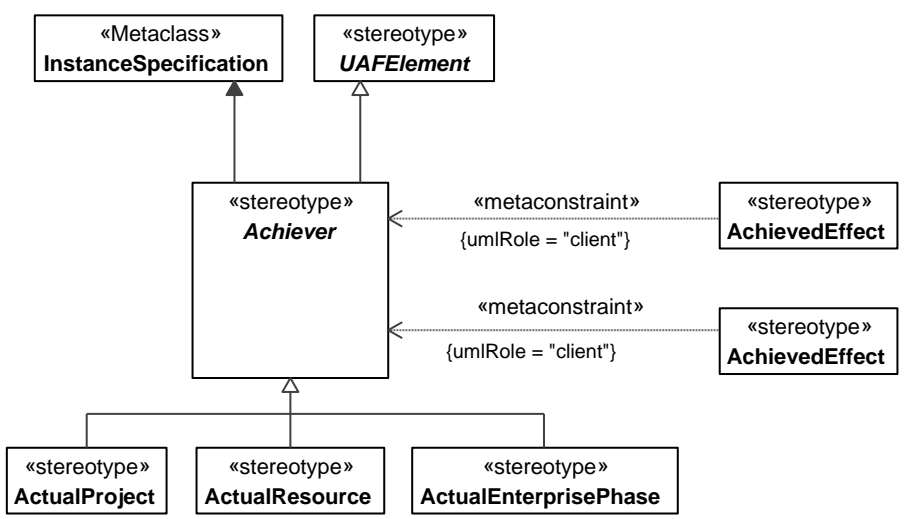 «Metaclass»
InstanceSpecification
«stereotype»
UAFElement
«stereotype»
Achiever
«metaconstraint»
{umlRole = "client"}
«stereotype»
AchievedEffect
«metaconstraint»
{umlRole = "client"}
«stereotype»
AchievedEffect
«stereotype»
ActualProject
«stereotype»
ActualResource
«stereotype»
ActualEnterprisePhase